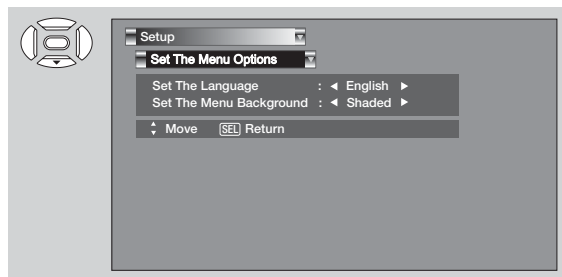 Setup
Set The Menu Options
Set The Language : ◀ English ▶
Set The Menu Background : ◀ Shaded ▶
Move SEL Return